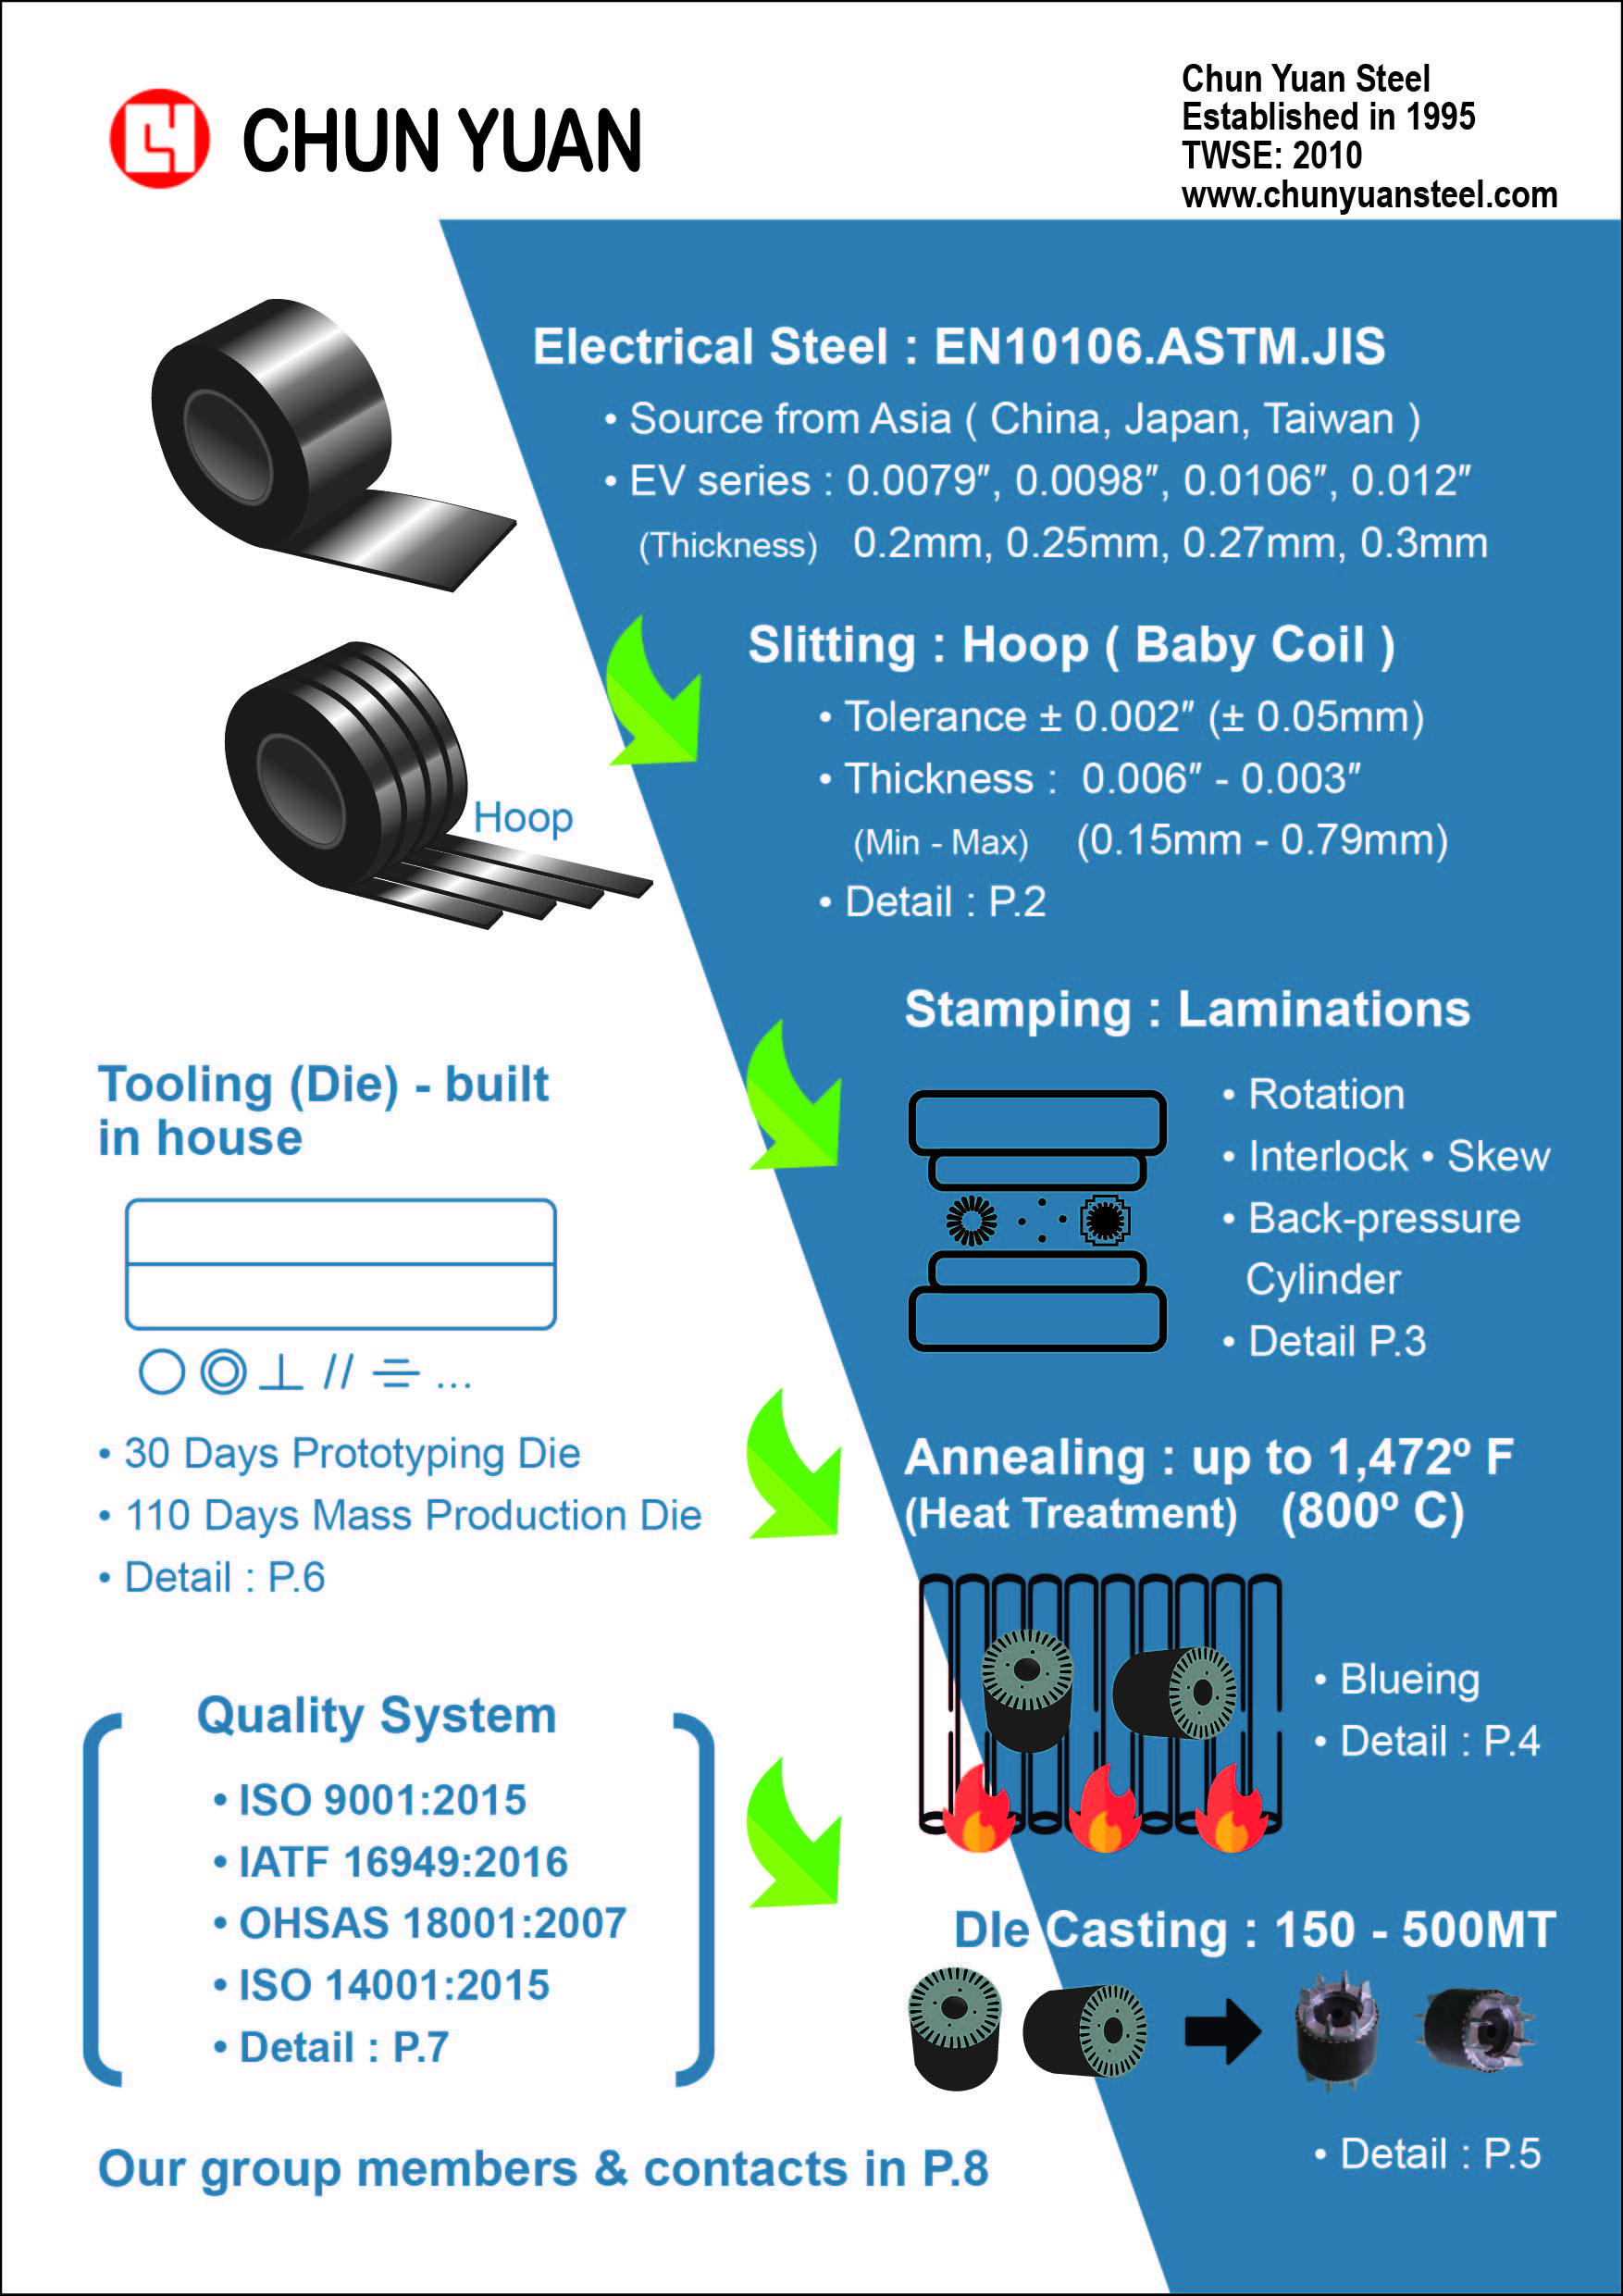 CHUN YUAN
Chun Yuan Steel
Established in 1995
TWSE: 2010
www.chunyuansteel.com
Electrical Steel : EN10106.ASTM.JIS
• Source from Asia ( China, Japan, Taiwan )
• EV series : 0.0079″, 0.0098″, 0.0106″, 0.012″
(Thickness) 0.2mm, 0.25mm, 0.27mm, 0.3mm
Slitting : Hoop ( Baby Coil )
• Tolerance ± 0.002″ (± 0.05mm)
• Thickness : 0.006″ - 0.003″
(Min - Max) (0.15mm - 0.79mm)
• Detail : P.2
Hoop
Stamping : Laminations
• Rotation
• Interlock • Skew
• Back-pressure
Cylinder
• Detail P.3
Tooling (Die) - built
in house
• 30 Days Prototyping Die
• 110 Days Mass Production Die
• Detail : P.6
Annealing : up to 1,472º F
(Heat Treatment) (800º C)
• Blueing
• Detail : P.4
Quality System
• ISO 9001:2015
• IATF 16949:2016
• OHSAS 18001:2007
• ISO 14001:2015
• Detail : P.7
DIe Casting : 150 - 500MT
• Detail : P.5
Our group members & contacts in P.8